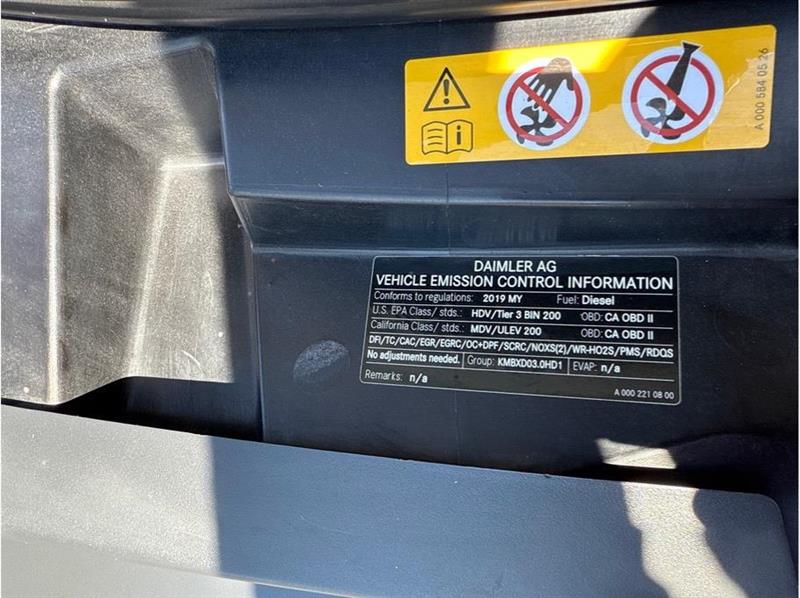 A 000 584 05 26
DAIMLER AG
VEHICLE EMISSION CONTROL INFORMATION
Conforms to regulations: 2019 MY Fuel: Diesel
U.S. EPA Class/ stds.: HDV/Tier 3 BIN 200 OBD: CA OBD II
California Class/ stds.: MDV/ULEV 200 OBD: CA OBD II
DFI/TC/CAC/EGR/EGRC/OC+DPF/SCRC/NOXS(2)/WR-HO2S/PMS/RDQS
No adjustments needed. Group: KMBXD03.0HD1 EVAP: n/a
Remarks: n/a
A 000 221 08 00